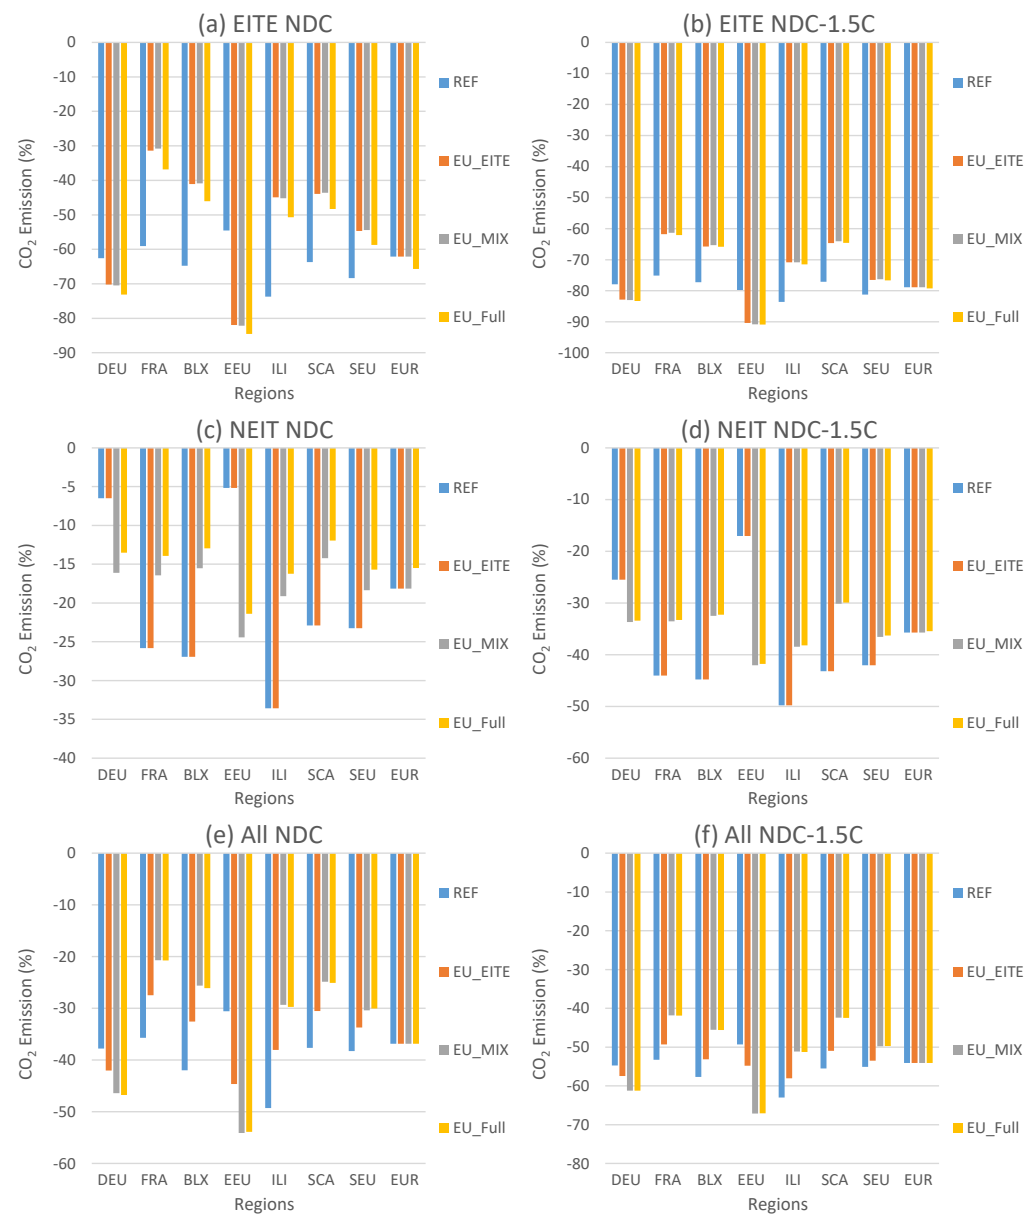 (a) EITE NDC
0
-10
-20
-30
-40
-50
-60
-70
-80
-90
CO2 Emission (%)
DEU FRA BLX EEU ILI SCA SEU EUR
Regions
REF
EU_EITE
EU_MIX
EU_Full
(b) EITE NDC-1.5C
0
-10
-20
-30
-40
-50
-60
-70
-80
-90
-100
CO2 Emission (%)
DEU FRA BLX EEU ILI SCA SEU EUR
Regions
REF
EU_EITE
EU_MIX
EU_Full
(c) NEIT NDC
0
-5
-10
-15
-20
-25
-30
-35
-40
CO2 Emission (%)
DEU FRA BLX EEU ILI SCA SEU EUR
Regions
REF
EU_EITE
EU_MIX
EU_Full
(d) NEIT NDC-1.5C
0
-10
-20
-30
-40
-50
-60
CO2 Emission (%)
DEU FRA BLX EEU ILI SCA SEU EUR
Regions
REF
EU_EITE
EU_MIX
EU_Full
(e) All NDC
0
-10
-20
-30
-40
-50
-60
CO2 Emission (%)
DEU FRA BLX EEU ILI SCA SEU EUR
Regions
REF
EU_EITE
EU_MIX
EU_Full
(f) All NDC-1.5C
0
-10
-20
-30
-40
-50
-60
-70
-80
CO2 Emission (%)
DEU FRA BLX EEU ILI SCA SEU EUR
Regions
REF
EU_EITE
EU_MIX
EU_Full